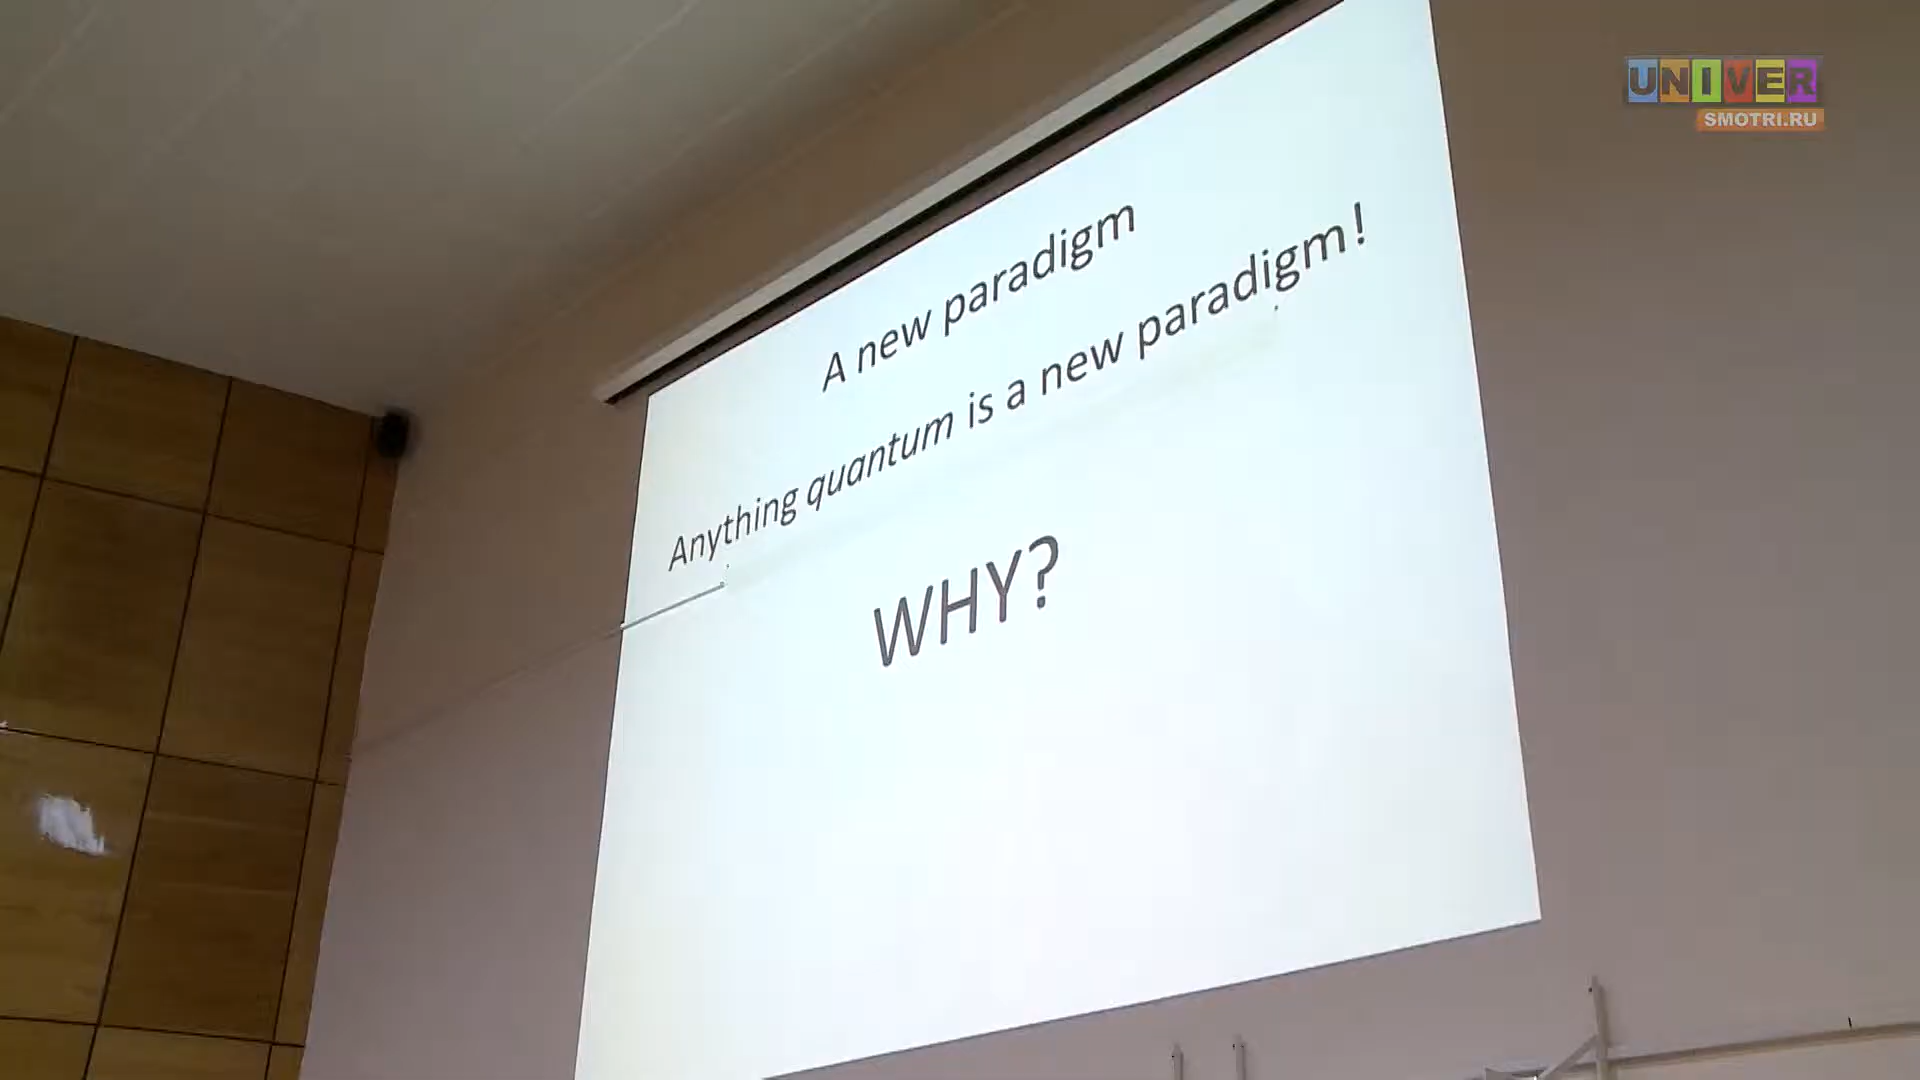 UNIVER
SMOTRI.RU
A new paradigm
Anything quantum is a new paradigm!
WHY?